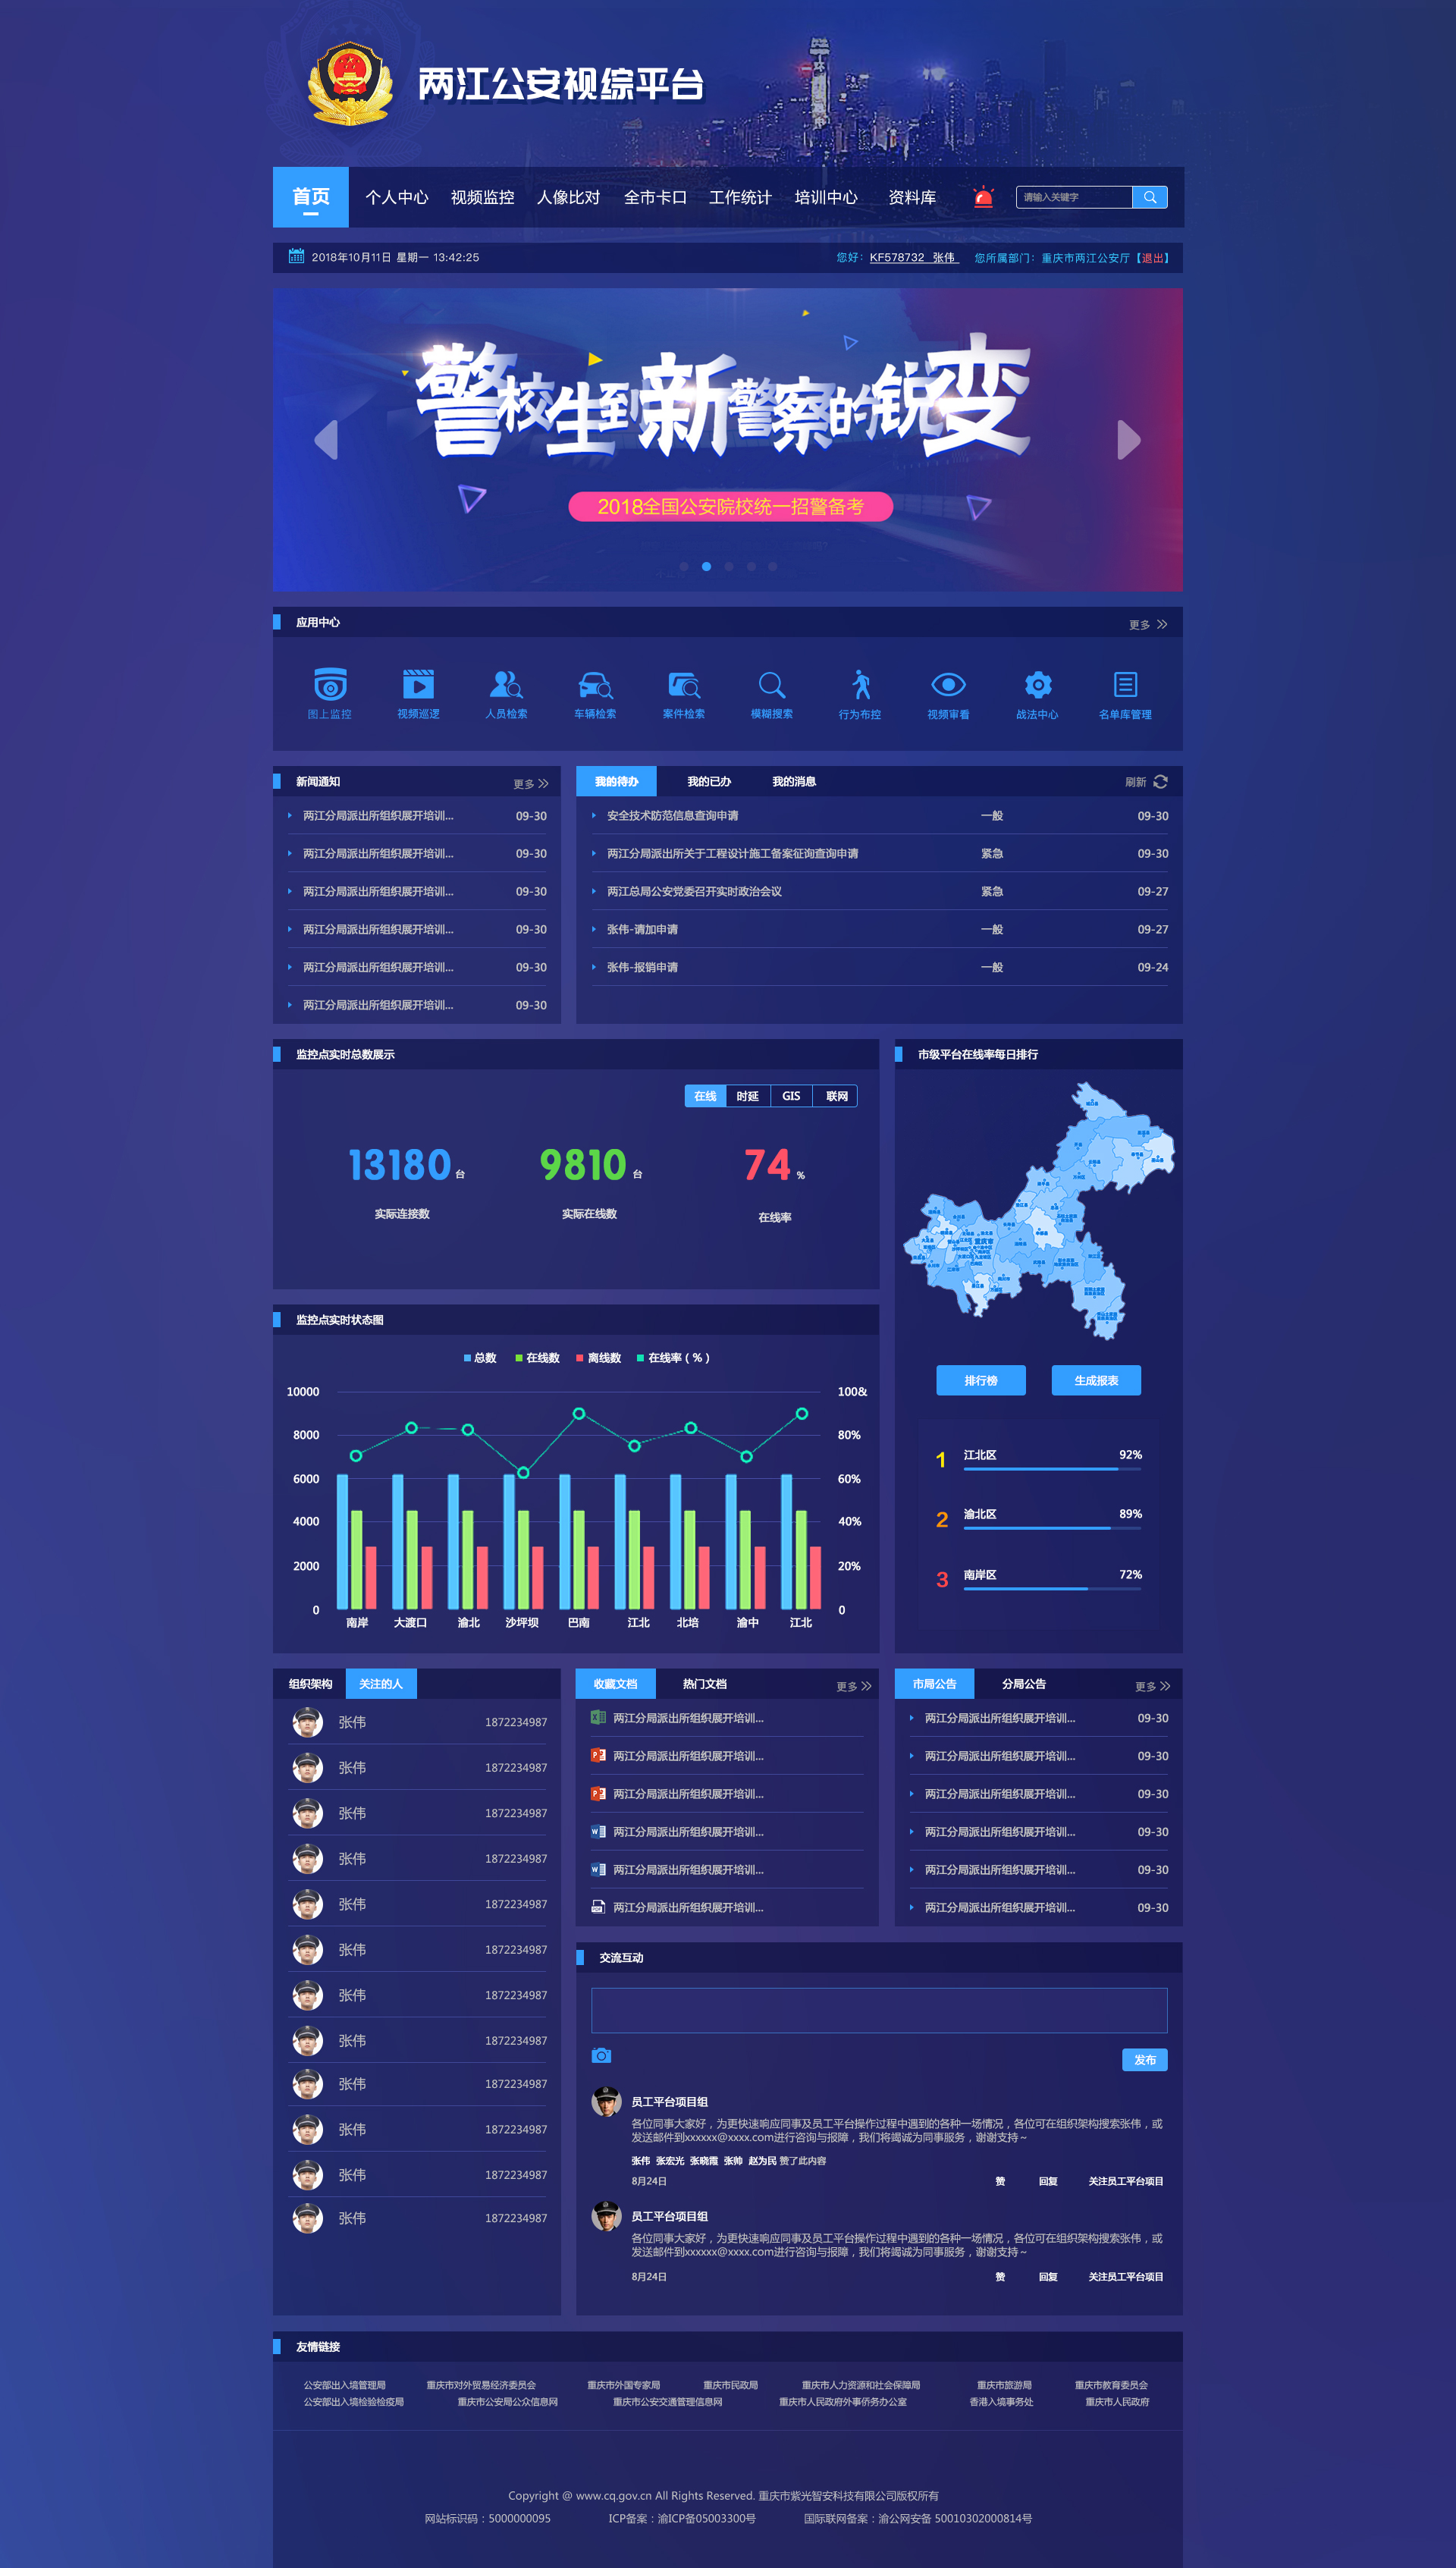 两江公安视综平台
首页 个人中心 视频监控 人像比对 全市卡口 工作统计 培训中心 资料库 请输入关键字
2018年10月11日 星期一 13:42:25 您好：KF578732 张伟 您所属部门：重庆市两江公安厅【退出】
警校生到新警察的锐变
2018全国公安院校统一招警备考
应用中心 更多
图上监控 视频巡逻 人员检索 车辆检索 案件检索 模糊搜索 行为布控 视频审看 战法中心 名单库管理
新闻通知 更多
两江分局派出所组织展开培训... 09-30
两江分局派出所组织展开培训... 09-30
两江分局派出所组织展开培训... 09-30
两江分局派出所组织展开培训... 09-30
两江分局派出所组织展开培训... 09-30
两江分局派出所组织展开培训... 09-30
我的待办 我的已办 我的消息 刷新
安全技术防范信息查询申请 一般 09-30
两江分局派出所关于工程设计施工备案征询查询申请 紧急 09-30
两江总局公安党委召开实时政治会议 紧急 09-27
张伟-请加申请 一般 09-27
张伟-报销申请 一般 09-24
监控点实时总数展示
在线 时延 GIS 联网
13180台 9810台 74%
实际连接数 实际在线数 在线率
监控点实时状态图
总数 在线数 离线数 在线率（%）
10000 100&
8000 80%
6000 60%
4000 40%
2000 20%
0 0
南岸 大渡口 渝北 沙坪坝 巴南 江北 北培 渝中 江北
市级平台在线率每日排行
重庆市
排行榜 生成报表
1 江北区 92%
2 渝北区 89%
3 南岸区 72%
组织架构 关注的人
张伟 1872234987
张伟 1872234987
张伟 1872234987
张伟 1872234987
张伟 1872234987
张伟 1872234987
张伟 1872234987
张伟 1872234987
张伟 1872234987
张伟 1872234987
张伟 1872234987
张伟 1872234987
收藏文档 热门文档 更多
两江分局派出所组织展开培训...
两江分局派出所组织展开培训...
两江分局派出所组织展开培训...
两江分局派出所组织展开培训...
两江分局派出所组织展开培训...
两江分局派出所组织展开培训...
市局公告 分局公告 更多
两江分局派出所组织展开培训... 09-30
两江分局派出所组织展开培训... 09-30
两江分局派出所组织展开培训... 09-30
两江分局派出所组织展开培训... 09-30
两江分局派出所组织展开培训... 09-30
两江分局派出所组织展开培训... 09-30
交流互动
发布
员工平台项目组
各位同事大家好，为更快速响应同事及员工平台操作过程中遇到的各种一场情况，各位可在组织架构搜索张伟，或
发送邮件到xxxxxx@xxxx.com进行咨询与报障，我们将竭诚为同事服务，谢谢支持～
张伟 张宏光 张晓霞 张帅 赵为民 赞了此内容
8月24日 赞 回复 关注员工平台项目
员工平台项目组
各位同事大家好，为更快速响应同事及员工平台操作过程中遇到的各种一场情况，各位可在组织架构搜索张伟，或
发送邮件到xxxxxx@xxxx.com进行咨询与报障，我们将竭诚为同事服务，谢谢支持～
8月24日 赞 回复 关注员工平台项目
友情链接
公安部出入境管理局 重庆市对外贸易经济委员会 重庆市外国专家局 重庆市民政局 重庆市人力资源和社会保障局 重庆市旅游局 重庆市教育委员会
公安部出入境检验检疫局 重庆市公安局公众信息网 重庆市公安交通管理信息网 重庆市人民政府外事侨务办公室 香港入境事务处 重庆市人民政府
Copyright @ www.cq.gov.cn All Rights Reserved. 重庆市紫光智安科技有限公司版权所有
网站标识码：5000000095 ICP备案：渝ICP备05003300号 国际联网备案：渝公网安备 50010302000814号